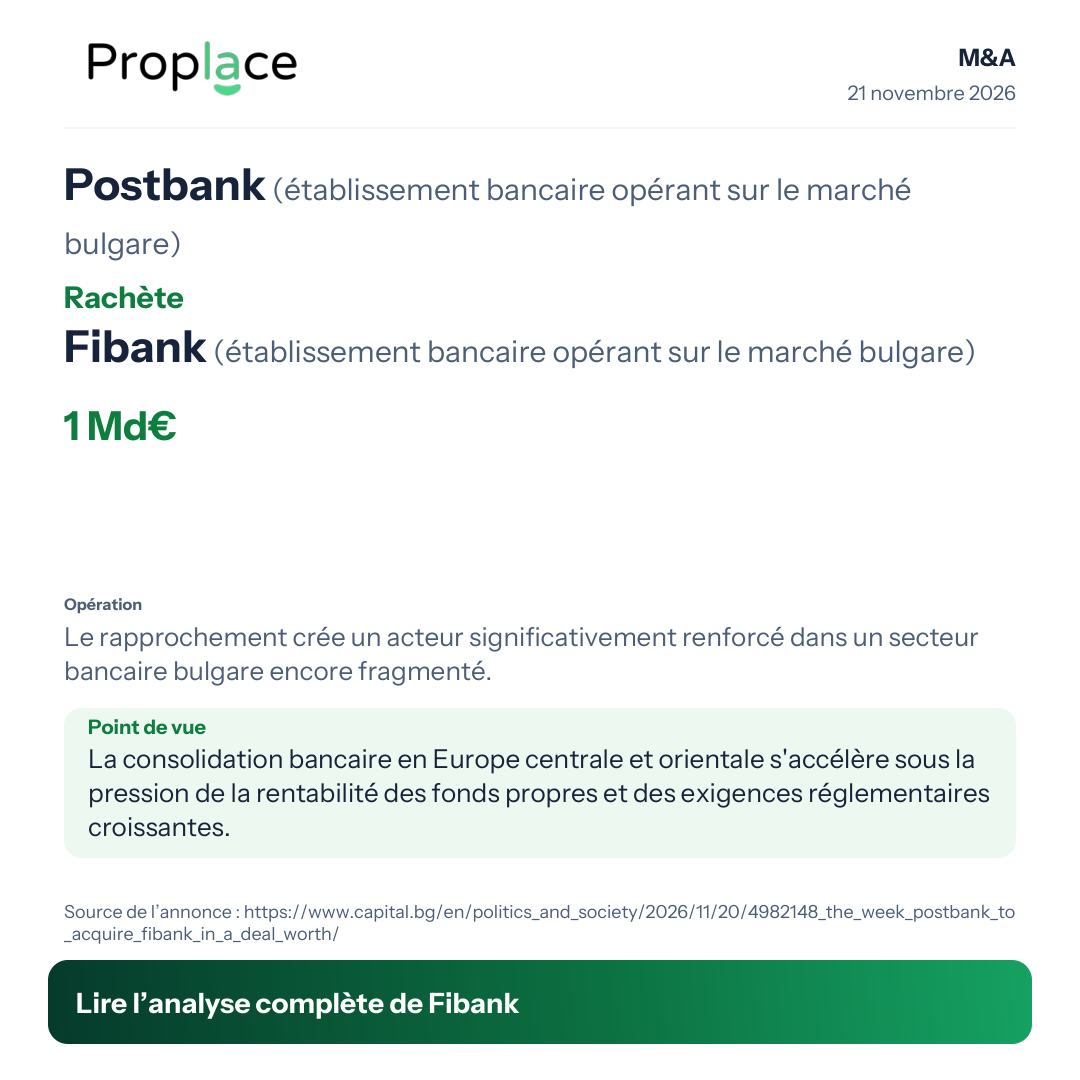 Proplace
M&A
21 novembre 2026
Postbank (établissement bancaire opérant sur le marché
bulgare)
Rachète
Fibank (établissement bancaire opérant sur le marché bulgare)
1 Md€
Opération
Le rapprochement crée un acteur significativement renforcé dans un secteur
bancaire bulgare encore fragmenté.
Point de vue
La consolidation bancaire en Europe centrale et orientale s'accélère sous la
pression de la rentabilité des fonds propres et des exigences réglementaires
croissantes.
Source de l’annonce : https://www.capital.bg/en/politics_and_society/2026/11/20/4982148_the_week_postbank_to
_acquire_fibank_in_a_deal_worth/
Lire l’analyse complète de Fibank